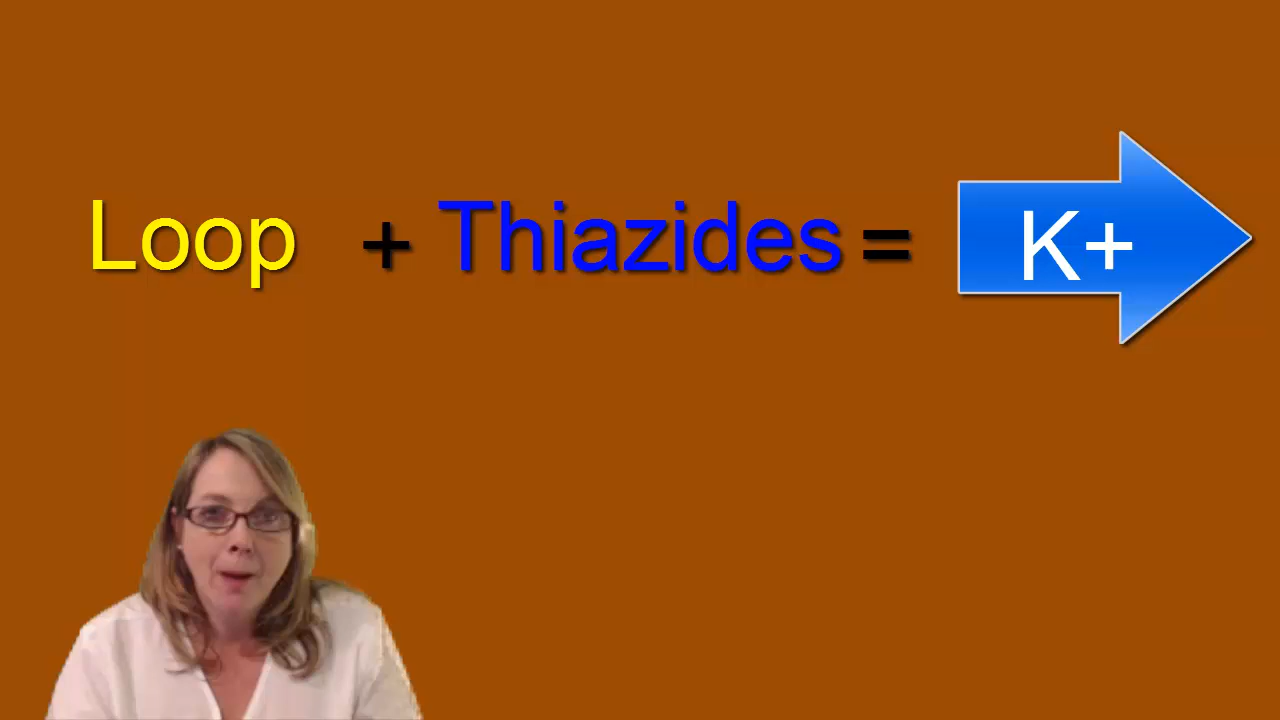 Loop + Thiazides = K+